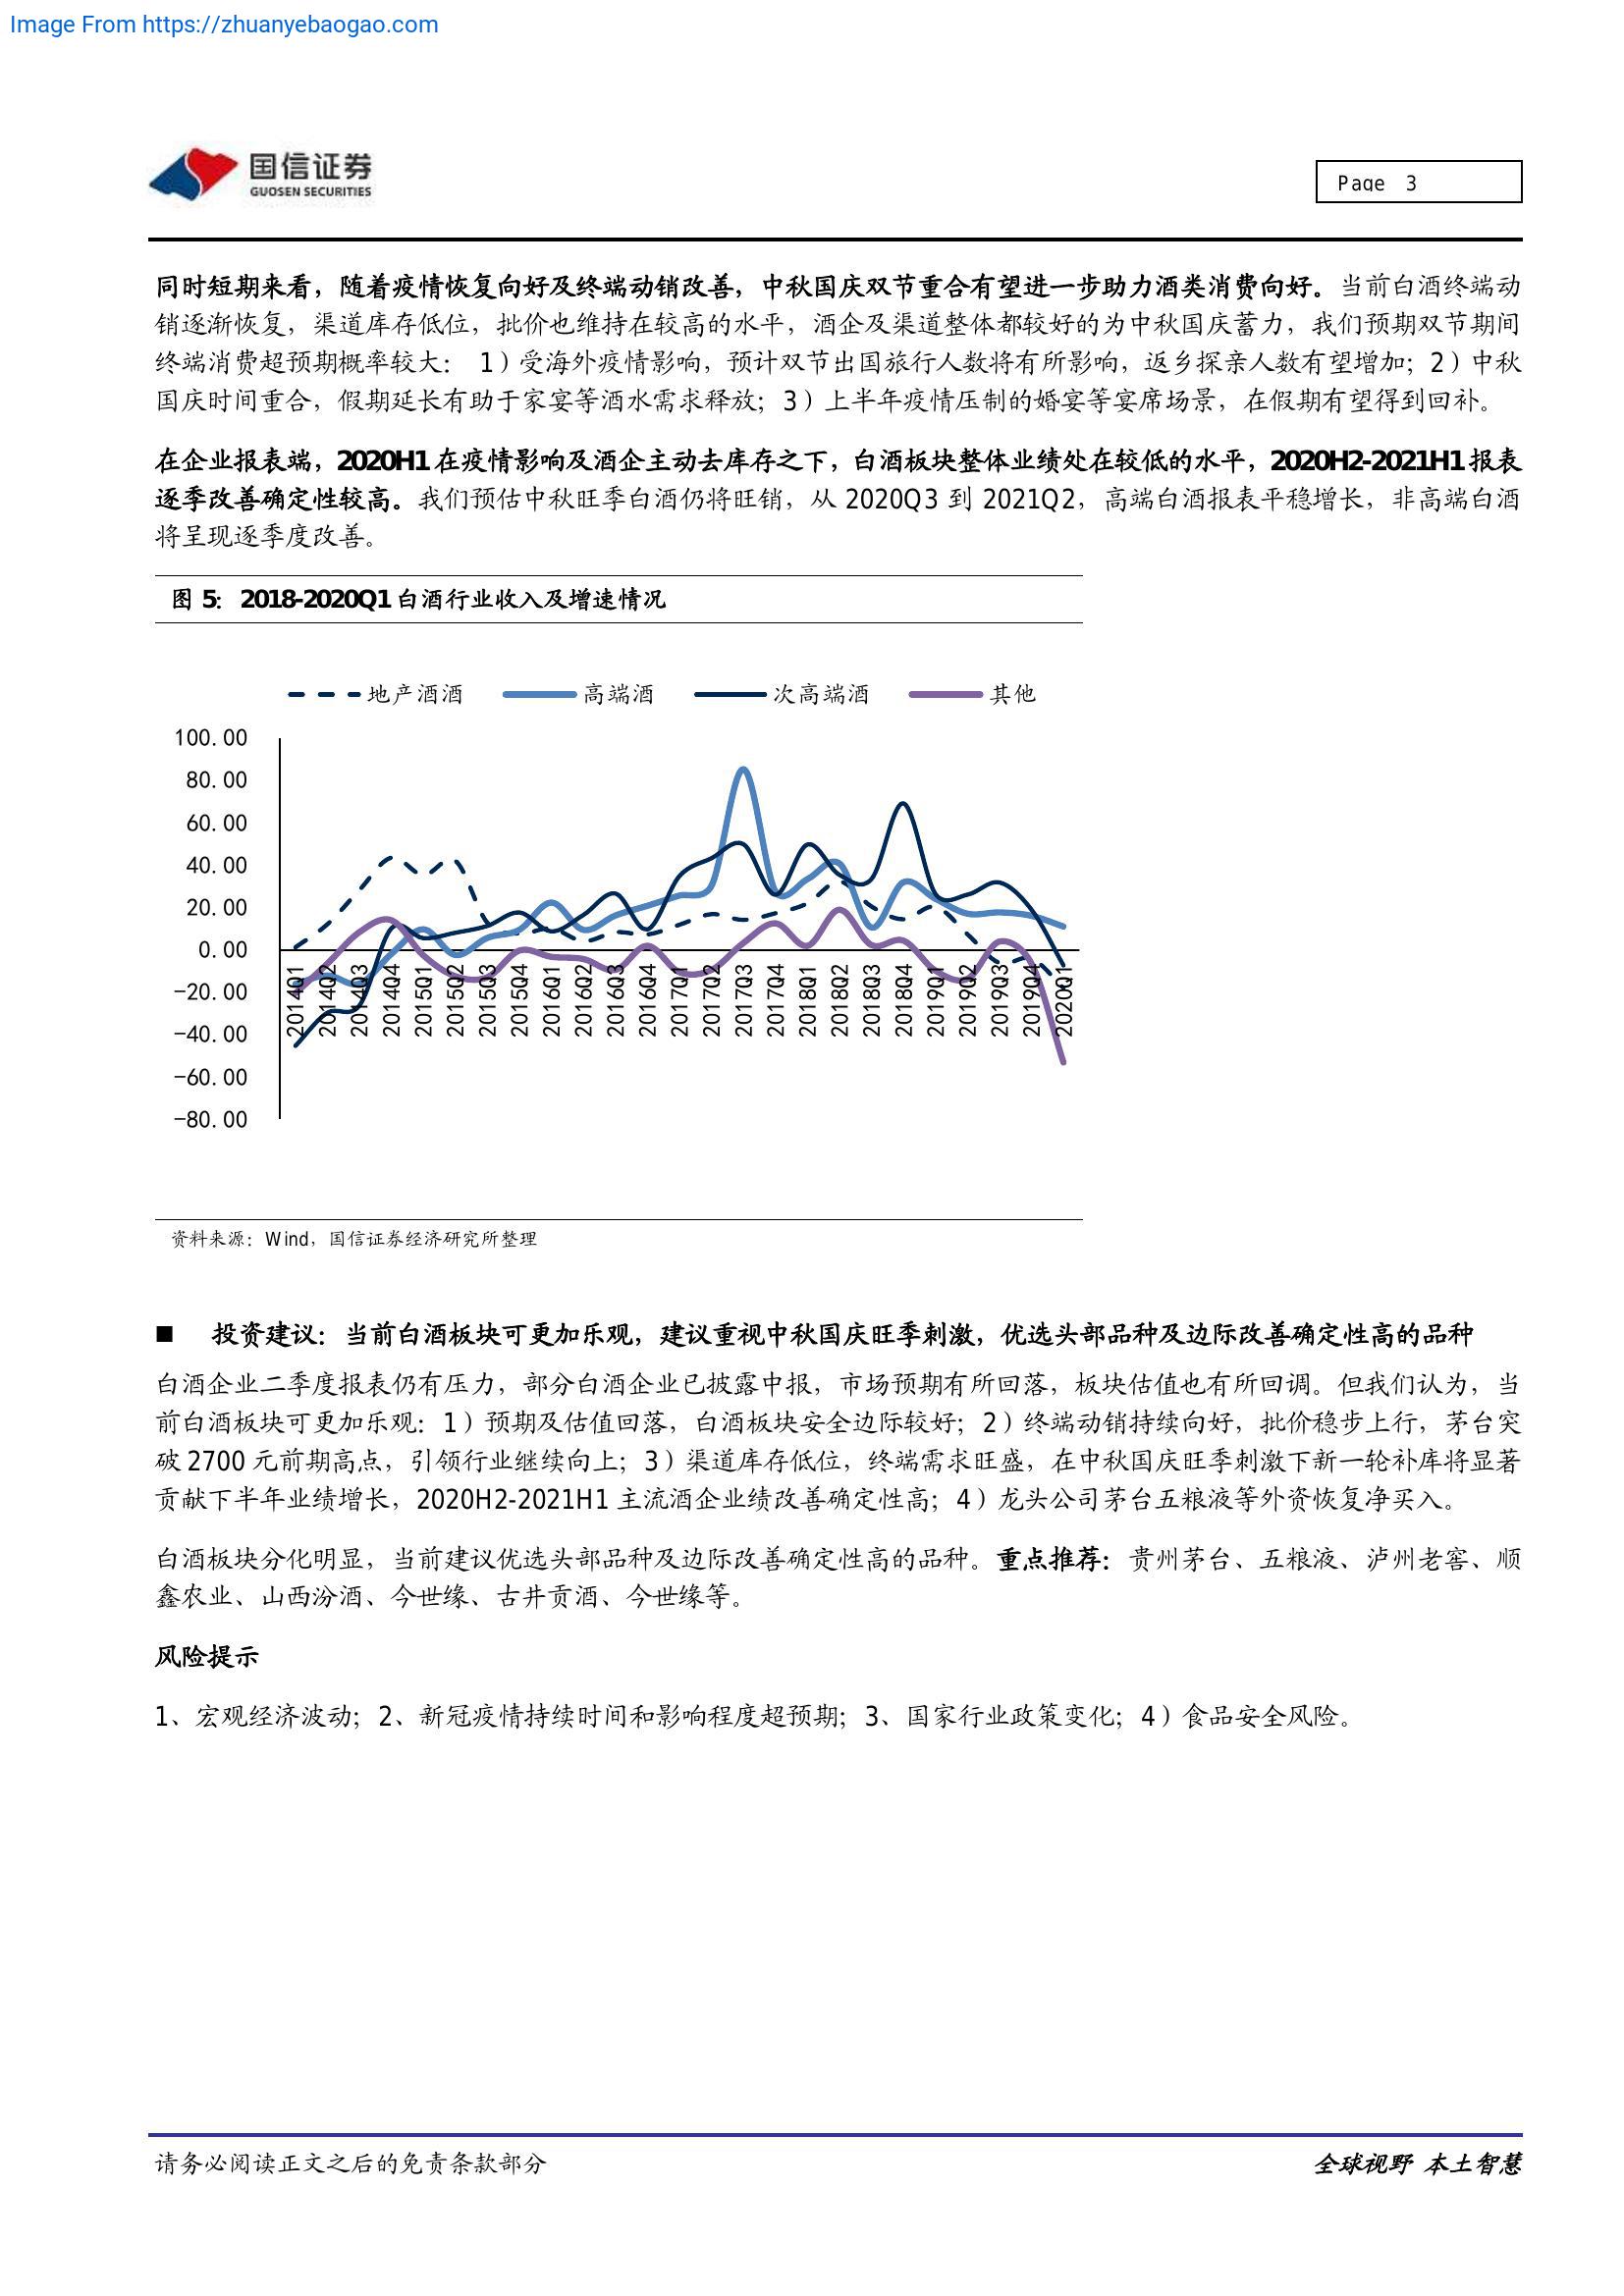 Image From https://zhuanyebaogao.com
国信证券
GUOSEN SECURITIES
Page 3
同时短期来看，随着疫情恢复向好及终端动销改善，中秋国庆双节重合有望进一步助力酒类消费向好。当前白酒终端动
销逐渐恢复，渠道库存低位，批价也维持在较高的水平，酒企及渠道整体都较好的为中秋国庆蓄力，我们预期双节期间
终端消费超预期概率较大： 1）受海外疫情影响，预计双节出国旅行人数将有所影响，返乡探亲人数有望增加；2）中秋
国庆时间重合，假期延长有助于家宴等酒水需求释放；3）上半年疫情压制的婚宴等宴席场景，在假期有望得到回补。
在企业报表端，2020H1 在疫情影响及酒企主动去库存之下，白酒板块整体业绩处在较低的水平，2020H2-2021H1 报表
逐季改善确定性较高。我们预估中秋旺季白酒仍将旺销，从 2020Q3 到 2021Q2，高端白酒报表平稳增长，非高端白酒
将呈现逐季度改善。
图 5： 2018-2020Q1 白酒行业收入及增速情况
地产酒酒 高端酒 次高端酒 其他
100.00
80.00
60.00
40.00
20.00
0.00
-20.00
-40.00
-60.00
-80.00
2014Q1 2014Q2 2014Q3 2014Q4 2015Q1 2015Q2 2015Q3 2015Q4 2016Q1 2016Q2 2016Q3 2016Q4 2017Q1 2017Q2 2017Q3 2017Q4 2018Q1 2018Q2 2018Q3 2018Q4 2019Q1 2019Q2 2019Q3 2019Q4 2020Q1
资料来源：Wind，国信证券经济研究所整理
■ 投资建议：当前白酒板块可更加乐观，建议重视中秋国庆旺季刺激，优选头部品种及边际改善确定性高的品种
白酒企业二季度报表仍有压力，部分白酒企业已披露中报，市场预期有所回落，板块估值也有所回调。但我们认为，当
前白酒板块可更加乐观：1）预期及估值回落，白酒板块安全边际较好；2）终端动销持续向好，批价稳步上行，茅台突
破 2700 元前期高点，引领行业继续向上；3）渠道库存低位，终端需求旺盛，在中秋国庆旺季刺激下新一轮补库将显著
贡献下半年业绩增长，2020H2-2021H1 主流酒企业绩改善确定性高；4）龙头公司茅台五粮液等外资恢复净买入。
白酒板块分化明显，当前建议优选头部品种及边际改善确定性高的品种。重点推荐：贵州茅台、五粮液、泸州老窖、顺
鑫农业、山西汾酒、今世缘、古井贡酒、今世缘等。
风险提示
1、宏观经济波动；2、新冠疫情持续时间和影响程度超预期；3、国家行业政策变化；4）食品安全风险。
请务必阅读正文之后的免责条款部分
全球视野 本土智慧